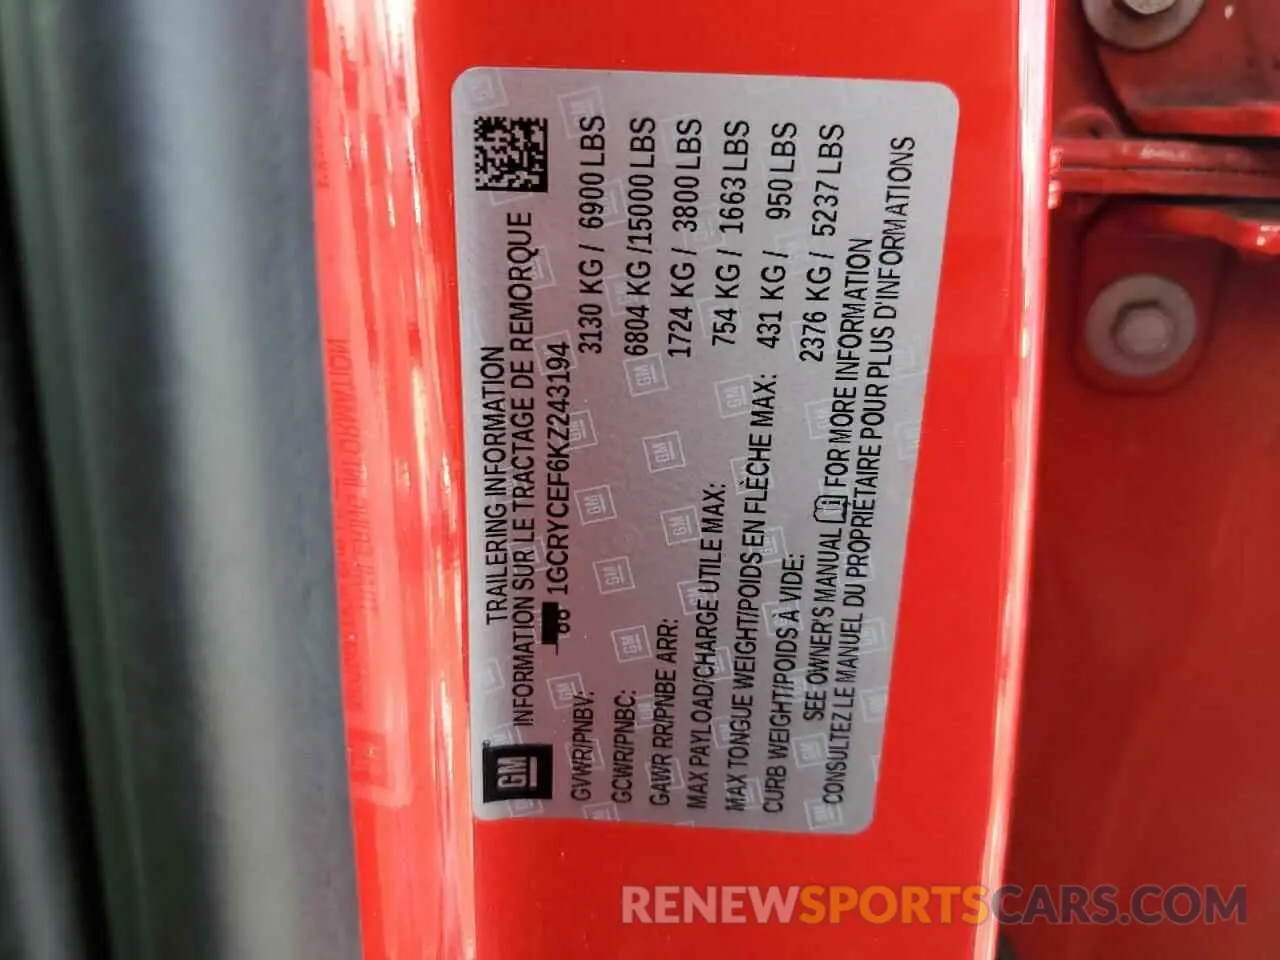 GM
TRAILERING INFORMATION
INFORMATION SUR LE TRACTAGE DE REMORQUE
1GCRYCEF6KZ243194
GVWR/PNBV: 3130 KG / 6900 LBS
GCWR/PNBC: 6804 KG /15000 LBS
GAWR RR/PNBE ARR: 1724 KG / 3800 LBS
MAX PAYLOAD/CHARGE UTILE MAX: 754 KG / 1663 LBS
MAX TONGUE WEIGHT/POIDS EN FLÈCHE MAX: 431 KG / 950 LBS
CURB WEIGHT/POIDS À VIDE: 2376 KG / 5237 LBS
SEE OWNER'S MANUAL FOR MORE INFORMATION
CONSULTEZ LE MANUEL DU PROPRIÉTAIRE POUR PLUS D'INFORMATIONS
RENEWSPORTSCARS.COM